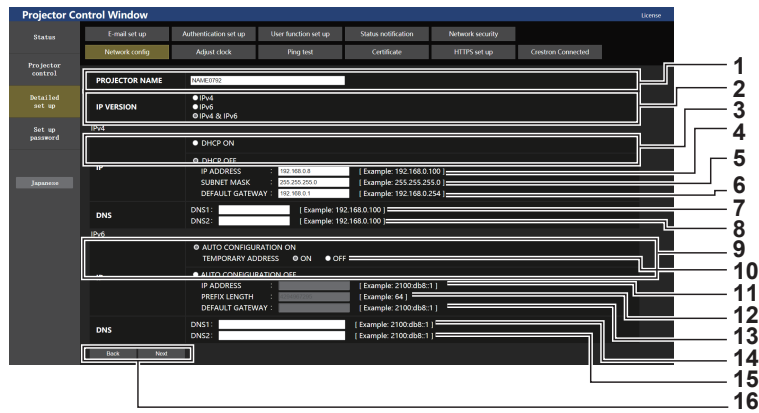 Projector Control Window
License
Status
E-mail set up
Authentication set up
User function set up
Status notification
Network security
Network config
Adjust clock
Ping test
Certificate
HTTPS set up
Crestron Connected
Projector
control
Detailed
set up
Set up
password
Japanese
PROJECTOR NAME
NAME0792
1
IP VERSION
IPv4
IPv6
IPv4 & IPv6
2
IPv4
IP
DHCP ON
3
DHCP OFF
IP ADDRESS : 192.168.0.8 [ Example: 192.168.0.100 ]
4
SUBNET MASK : 255.255.255.0 [ Example: 255.255.255.0 ]
5
DEFAULT GATEWAY : 192.168.0.1 [ Example: 192.168.0.254 ]
6
DNS
DNS1: [ Example: 192.168.0.100 ]
7
DNS2: [ Example: 192.168.0.100 ]
8
IPv6
IP
AUTO CONFIGURATION ON
9
TEMPORARY ADDRESS ON OFF
10
AUTO CONFIGURATION OFF
IP ADDRESS : [ Example: 2100:db8::1 ]
11
PREFIX LENGTH : [ Example: 64 ]
12
DEFAULT GATEWAY : [ Example: 2100:db8::1 ]
13
DNS
DNS1: [ Example: 2100:db8::1 ]
14
DNS2: [ Example: 2100:db8::1 ]
15
Back
Next
16